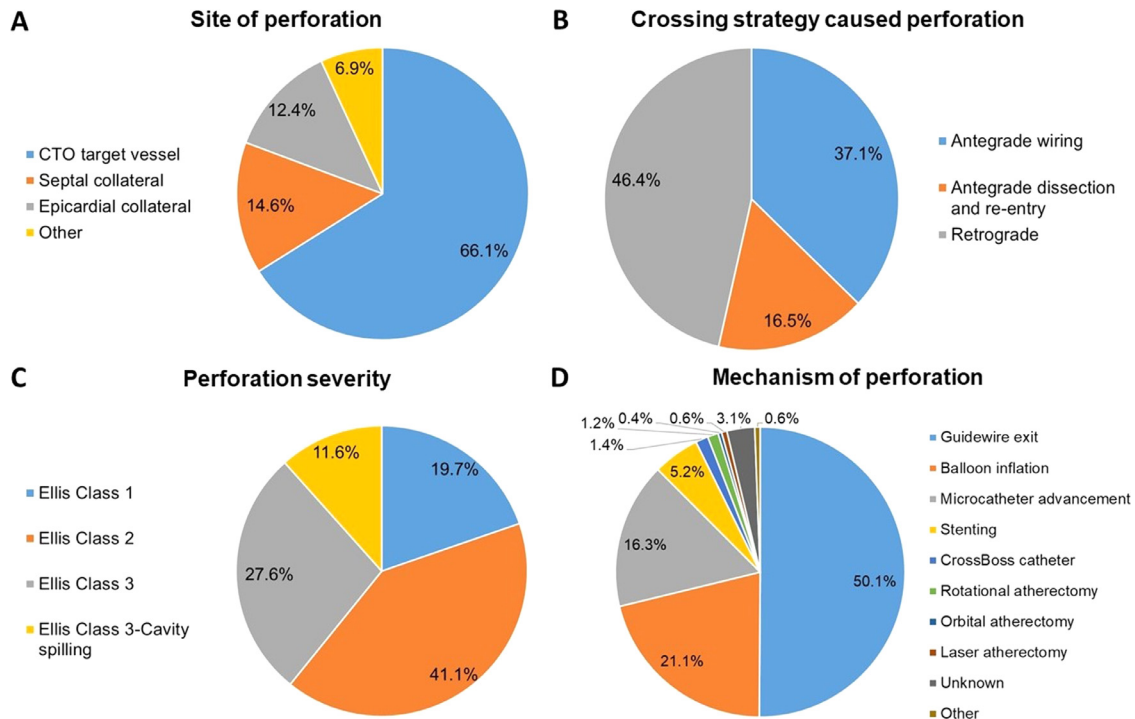 A
Site of perforation
6.9%
12.4%
14.6%
66.1%
CTO target vessel
Septal collateral
Epicardial collateral
Other
B
Crossing strategy caused perforation
37.1%
46.4%
16.5%
Antegrade wiring
Antegrade dissection
and re-entry
Retrograde
C
Perforation severity
11.6%
19.7%
27.6%
41.1%
Ellis Class 1
Ellis Class 2
Ellis Class 3
Ellis Class 3-Cavity
spilling
D
Mechanism of perforation
1.2%
0.4%
0.6%
3.1%
0.6%
1.4%
5.2%
16.3%
50.1%
21.1%
Guidewire exit
Balloon inflation
Microcatheter advancement
Stenting
CrossBoss catheter
Rotational atherectomy
Orbital atherectomy
Laser atherectomy
Unknown
Other